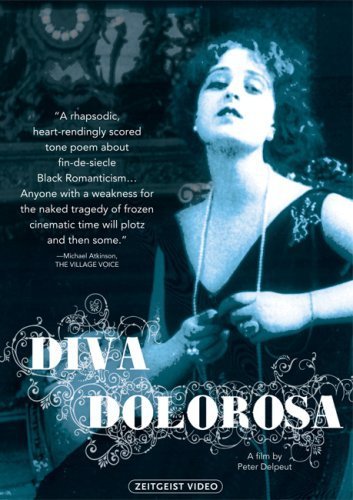 “A rhapsodic,
heart-rendingly scored
tone poem about
fin-de-siecle
Black Romanticism...
Anyone with a weakness for
the naked tragedy of frozen
cinematic time will plotz
and then some.”
—Michael Atkinson,
THE VILLAGE VOICE
DIVA
DOLOROSA
A film by
Peter Delpeut
ZEITGEIST VIDEO